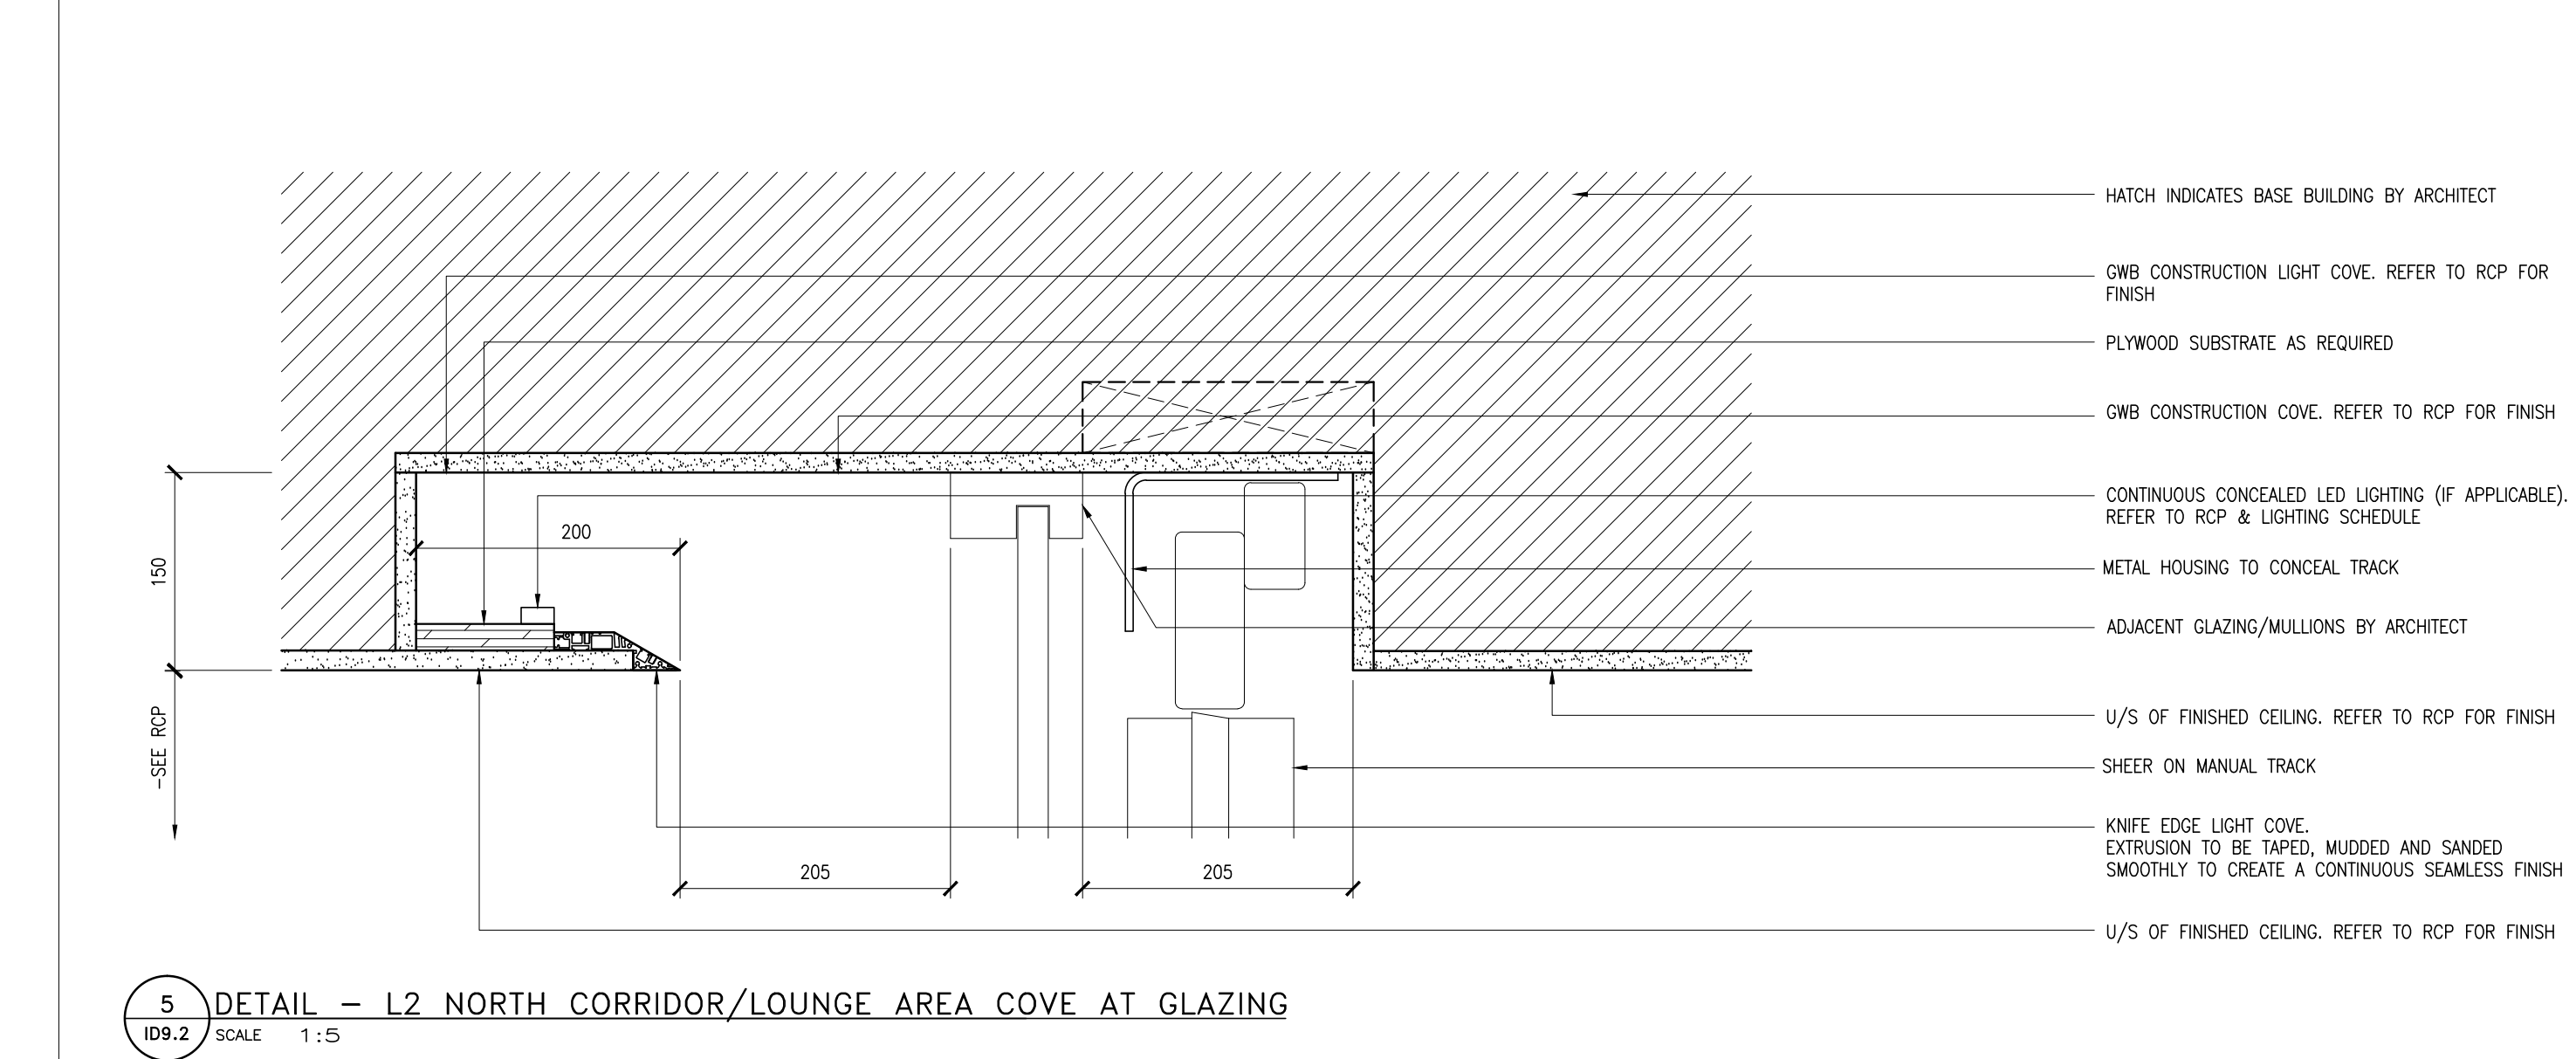 HATCH INDICATES BASE BUILDING BY ARCHITECT
GWB CONSTRUCTION LIGHT COVE. REFER TO RCP FOR
FINISH
PLYWOOD SUBSTRATE AS REQUIRED
GWB CONSTRUCTION COVE. REFER TO RCP FOR FINISH
CONTINUOUS CONCEALED LED LIGHTING (IF APPLICABLE).
REFER TO RCP & LIGHTING SCHEDULE
200
150
METAL HOUSING TO CONCEAL TRACK
ADJACENT GLAZING/MULLIONS BY ARCHITECT
U/S OF FINISHED CEILING. REFER TO RCP FOR FINISH
-SEE RCP
SHEER ON MANUAL TRACK
KNIFE EDGE LIGHT COVE.
EXTRUSION TO BE TAPED, MUDDED AND SANDED
SMOOTHLY TO CREATE A CONTINUOUS SEAMLESS FINISH
205
205
U/S OF FINISHED CEILING. REFER TO RCP FOR FINISH
5
DETAIL - L2 NORTH CORRIDOR/LOUNGE AREA COVE AT GLAZING
ID9.2
SCALE 1:5